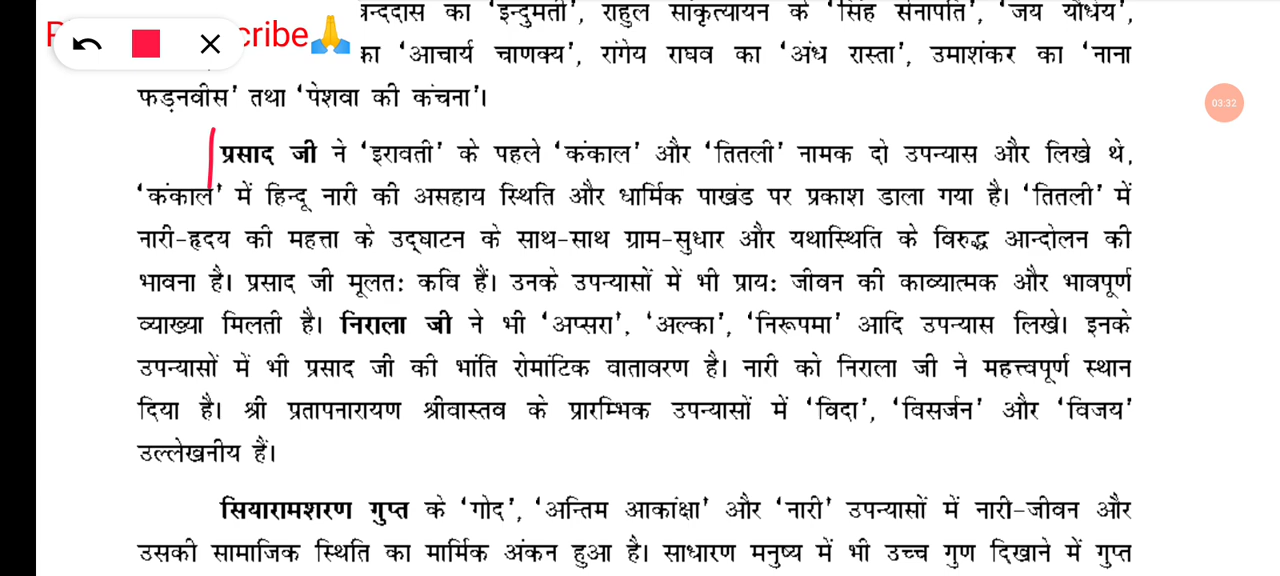 न्ददास का ‘इन्दुमती’, राहुल सांकृत्यायन के ‘सिंह सेनापति’, ‘जय यौधेय’,
cribe🙏 का ‘आचार्य चाणक्य’, रांगेय राघव का ‘अंध रास्ता’, उमाशंकर का ‘नाना
फड़नवीस’ तथा ‘पेशवा की कंचना’।
03:32
प्रसाद जी ने ‘इरावती’ के पहले ‘कंकाल’ और ‘तितली’ नामक दो उपन्यास और लिखे थे,
‘कंकाल’ में हिन्दू नारी की असहाय स्थिति और धार्मिक पाखंड पर प्रकाश डाला गया है। ‘तितली’ में
नारी-हृदय की महत्ता के उद्घाटन के साथ-साथ ग्राम-सुधार और यथास्थिति के विरुद्ध आन्दोलन की
भावना है। प्रसाद जी मूलत: कवि हैं। उनके उपन्यासों में भी प्राय: जीवन की काव्यात्मक और भावपूर्ण
व्याख्या मिलती है। निराला जी ने भी ‘अप्सरा’, ‘अल्का’, ‘निरूपमा’ आदि उपन्यास लिखे। इनके
उपन्यासों में भी प्रसाद जी की भांति रोमांटिक वातावरण है। नारी को निराला जी ने महत्त्वपूर्ण स्थान
दिया है। श्री प्रतापनारायण श्रीवास्तव के प्रारम्भिक उपन्यासों में ‘विदा’, ‘विसर्जन’ और ‘विजय’
उल्लेखनीय हैं।
सियारामशरण गुप्त के ‘गोद’, ‘अन्तिम आकांक्षा’ और ‘नारी’ उपन्यासों में नारी-जीवन और
उसकी सामाजिक स्थिति का मार्मिक अंकन हुआ है। साधारण मनुष्य में भी उच्च गुण दिखाने में गुप्त